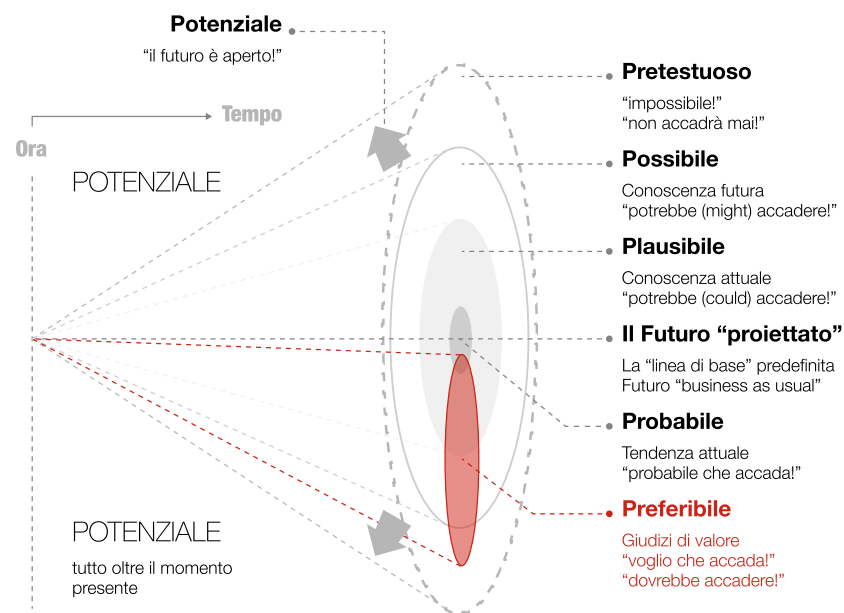 Potenziale
“il futuro è aperto!”
Tempo
Ora
POTENZIALE
Pretestuoso
“impossibile!”
“non accadrà mai!”
Possibile
Conoscenza futura
“potrebbe (might) accadere!”
Plausibile
Conoscenza attuale
“potrebbe (could) accadere!”
Il Futuro “proiettato”
La “linea di base” predefinita
Futuro “business as usual”
Probabile
Tendenza attuale
“probabile che accada!”
Preferibile
Giudizi di valore
“voglio che accada!”
“dovrebbe accadere!”
POTENZIALE
tutto oltre il momento
presente